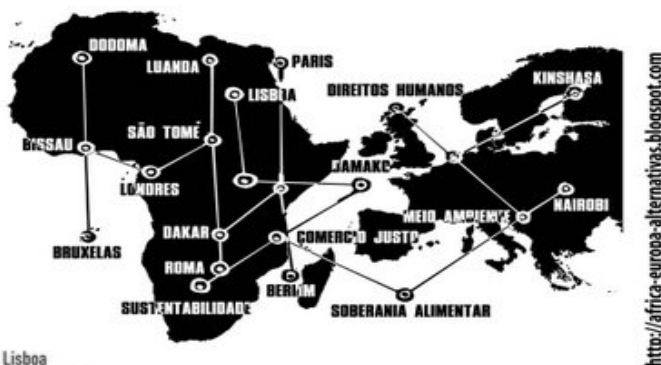 DODOMA
LUANDA
PARIS
LISBOA
DIREITOS HUMANOS
KINSHASA
SÃO TOMÉ
BISSAU
DAMAKO
LONDRES
MEIO AMBIENTE
NAIROBI
DAKAR
COMERCIO JUSTO
BRUXELAS
ROMA
BERLIM
SUSTENTABILIDADE
SOBERANIA ALIMENTAR
Lisboa
http://africa-europa-alternativas.blogspot.com